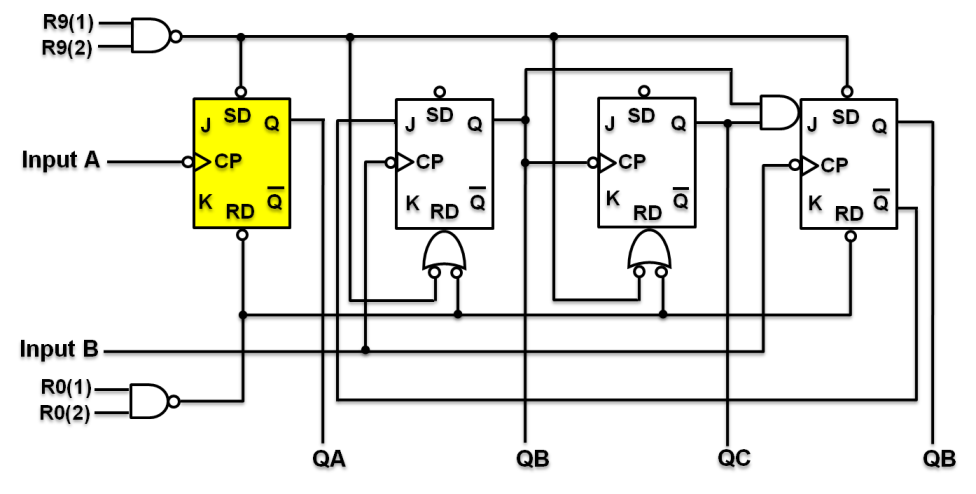 R9(1)
R9(2)
J SD Q
J SD Q
J SD Q
J SD Q
Input A
CP
CP
CP
CP
K RD Q̅
K RD Q̅
K RD Q̅
K RD Q̅
Input B
R0(1)
R0(2)
QA QB QC QB